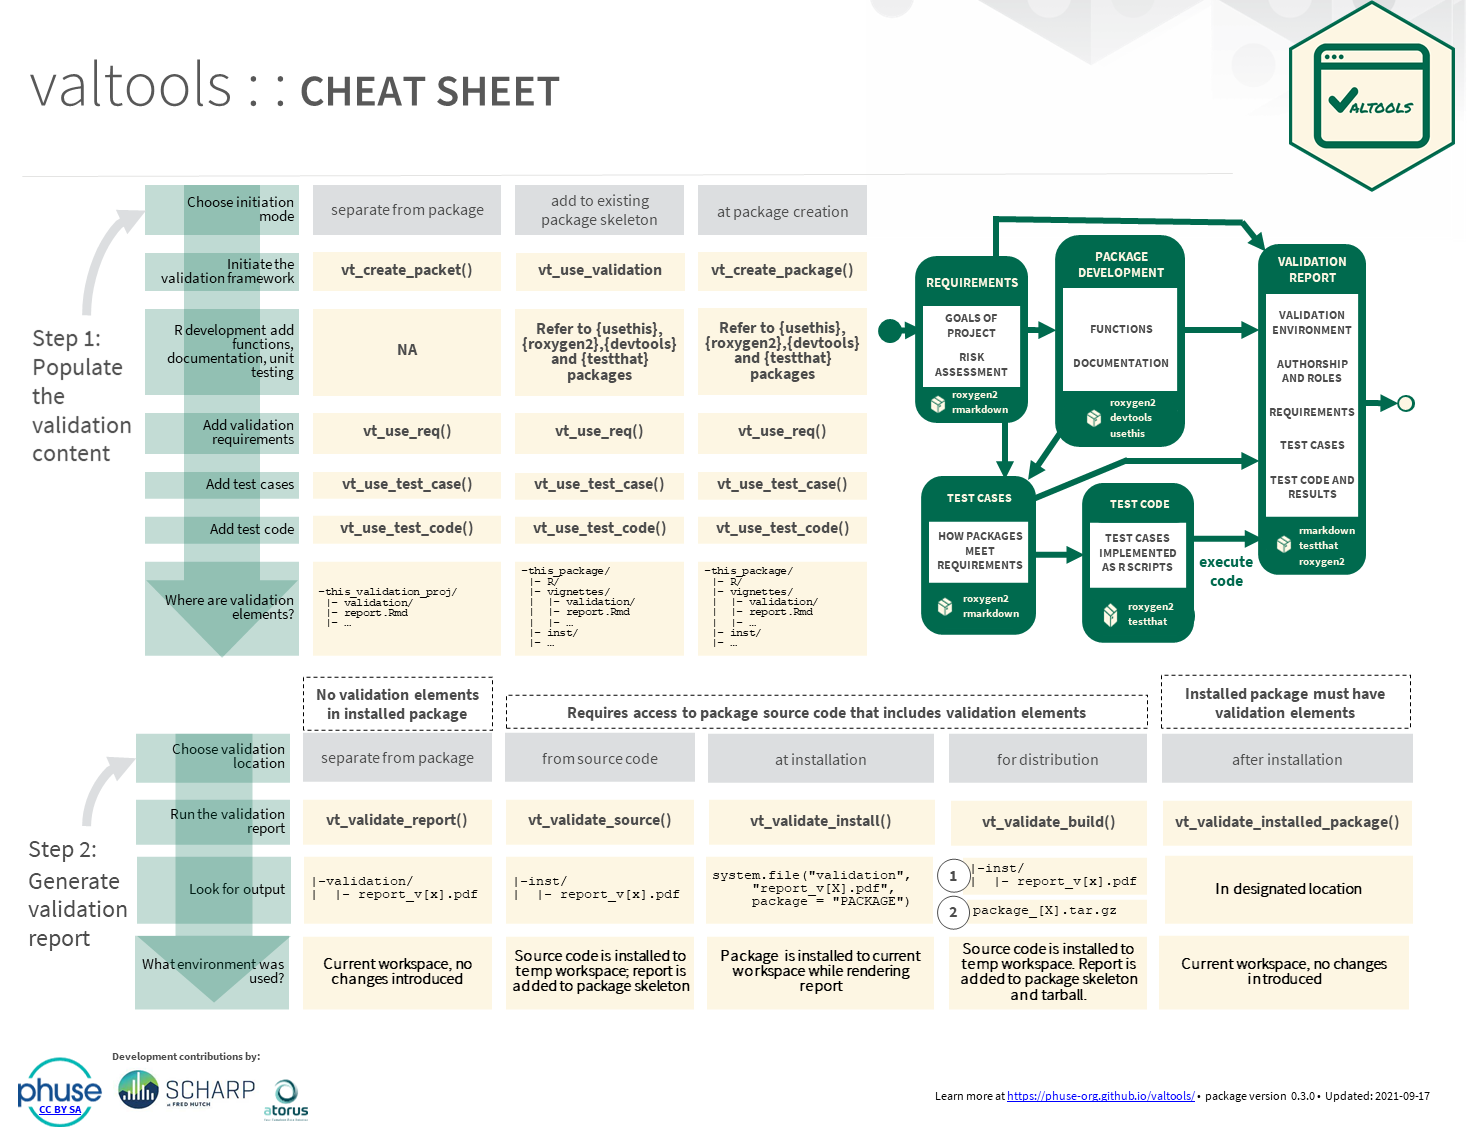 valtools : : CHEAT SHEET
ALTOOLS
Step 1:
Populate
the
validation
content
Choose initiation
mode
separate from package
add to existing
package skeleton
at package creation
Initiate the
validation framework
vt_create_packet()
vt_use_validation
vt_create_package()
R development add
functions,
documentation, unit
testing
NA
Refer to {usethis},
{roxygen2},{devtools}
and {testthat}
packages
Refer to {usethis},
{roxygen2},{devtools}
and {testthat}
packages
Add validation
requirements
vt_use_req()
vt_use_req()
vt_use_req()
Add test cases
vt_use_test_case()
vt_use_test_case()
vt_use_test_case()
Add test code
vt_use_test_code()
vt_use_test_code()
vt_use_test_code()
Where are validation
elements?
-this_validation_proj/
|- validation/
|- report.Rmd
|- …
-this_package/
|- R/
|- vignettes/
|  |- validation/
|  |- report.Rmd
|  |- …
|- inst/
|- …
-this_package/
|- R/
|- vignettes/
|  |- validation/
|  |- report.Rmd
|  |- …
|- inst/
|- …
REQUIREMENTS
GOALS OF
PROJECT
RISK
ASSESSMENT
roxygen2
rmarkdown
PACKAGE
DEVELOPMENT
FUNCTIONS
DOCUMENTATION
roxygen2
devtools
usethis
VALIDATION
REPORT
VALIDATION
ENVIRONMENT
AUTHORSHIP
AND ROLES
REQUIREMENTS
TEST CASES
TEST CODE AND
RESULTS
rmarkdown
testthat
roxygen2
TEST CASES
HOW PACKAGES
MEET
REQUIREMENTS
roxygen2
rmarkdown
TEST CODE
TEST CASES
IMPLEMENTED
AS R SCRIPTS
roxygen2
testthat
execute
code
Step 2:
Generate
validation
report
No validation elements
in installed package
Requires access to package source code that includes validation elements
Installed package must have
validation elements
Choose validation
location
separate from package
from source code
at installation
for distribution
after installation
Run the validation
report
vt_validate_report()
vt_validate_source()
vt_validate_install()
vt_validate_build()
vt_validate_installed_package()
Look for output
|-validation/
|  |- report_v[x].pdf
|-inst/
|  |- report_v[x].pdf
system.file("validation",
"report_v[X].pdf",
package = "PACKAGE")
1
|-inst/
|  |- report_v[x].pdf
2
package_[X].tar.gz
In designated location
What environment was
used?
Current workspace, no
changes introduced
Source code is installed to
temp workspace; report is
added to package skeleton
Package is installed to current
workspace while rendering
report
Source code is installed to
temp workspace. Report is
added to package skeleton
and tarball.
Current workspace, no changes
introduced
Development contributions by:
phuse
CC BY SA
SCHARP
at FRED HUTCH
atorus
Learn more at https://phuse-org.github.io/valtools/ • package version 0.3.0 • Updated: 2021-09-17